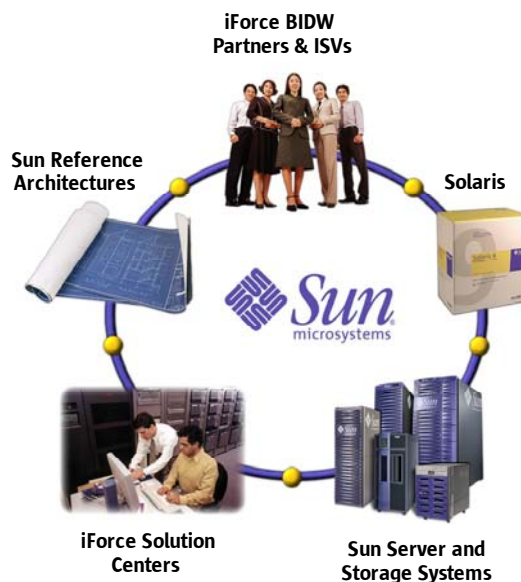 iForce BIDW
Partners & ISVs
Sun Reference
Architectures
Solaris
Sun
microsystems
iForce Solution
Centers
Sun Server and
Storage Systems